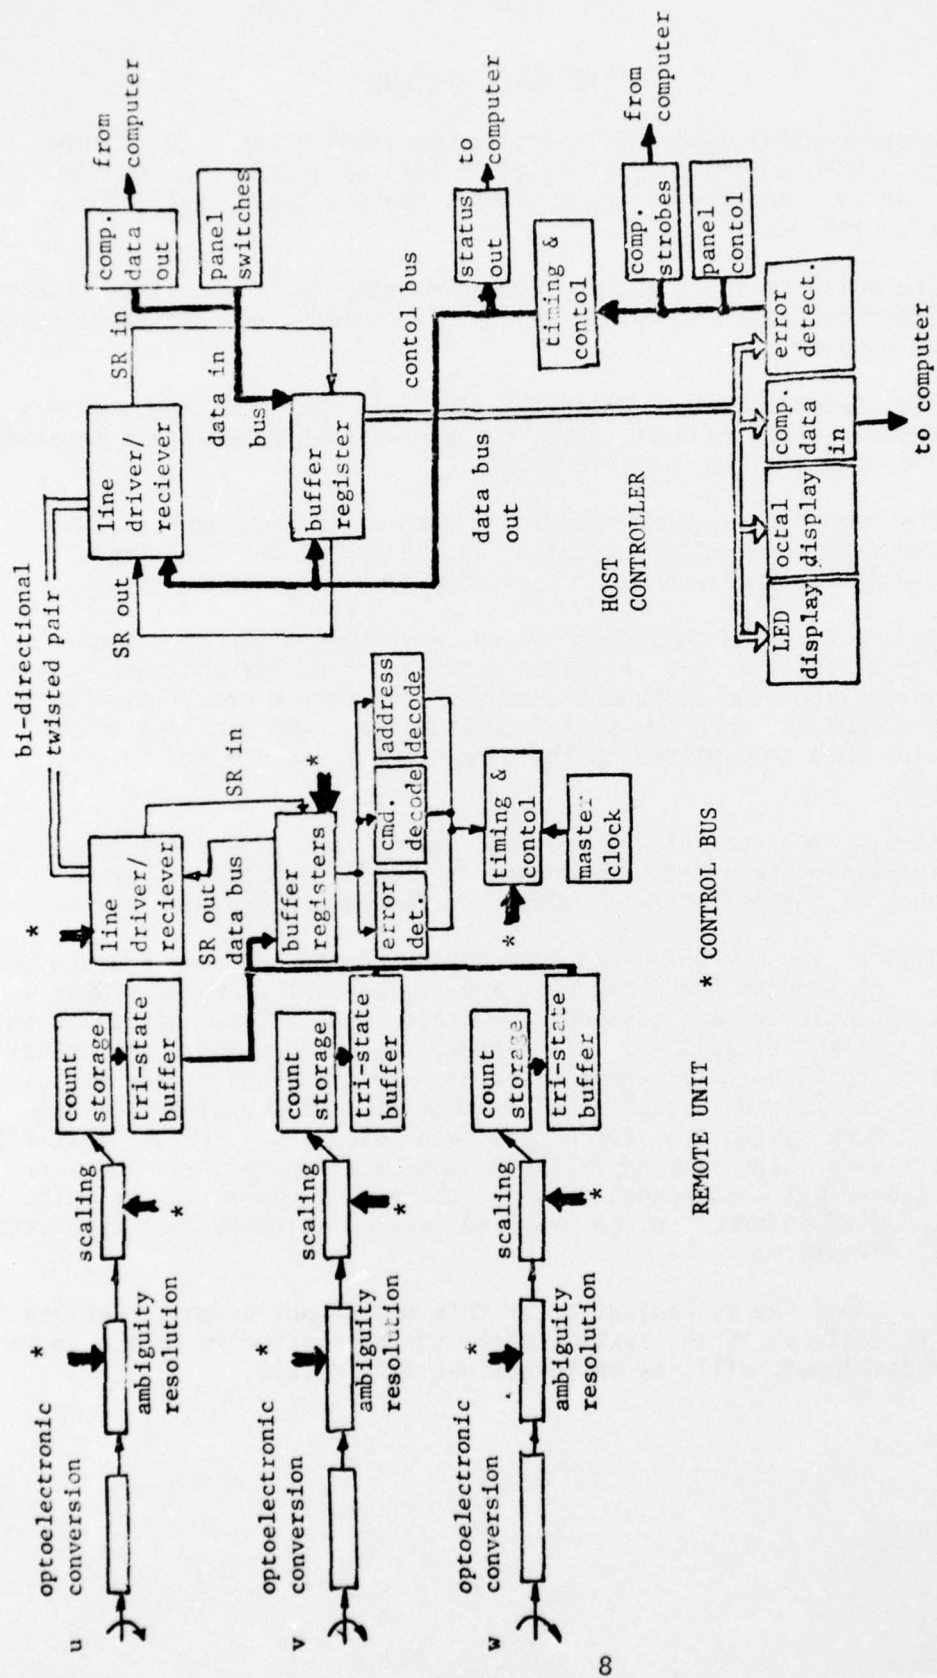 u
optoelectronic
conversion
*
ambiguity
resolution
scaling
*
count
storage
tri-state
buffer
v
optoelectronic
conversion
*
ambiguity
resolution
scaling
*
count
storage
tri-state
buffer
w
optoelectronic
conversion
*
ambiguity
resolution
scaling
*
count
storage
tri-state
buffer
*
line
driver/
reciever
SR out
data bus
SR in
buffer
registers
*
error
det.
cmd.
decode
address
decode
*
timing &
contol
master
clock
REMOTE UNIT
* CONTROL BUS
bi-directional
twisted pair
SR out
line
driver/
reciever
SR in
data in
bus
comp.
data
out
from
computer
panel
switches
buffer
register
contol bus
data bus
out
status
out
to
computer
timing &
contol
comp.
strobes
from
computer
panel
contol
HOST
CONTROLLER
LED
display
octal
display
comp.
data
in
error
detect.
to computer
8